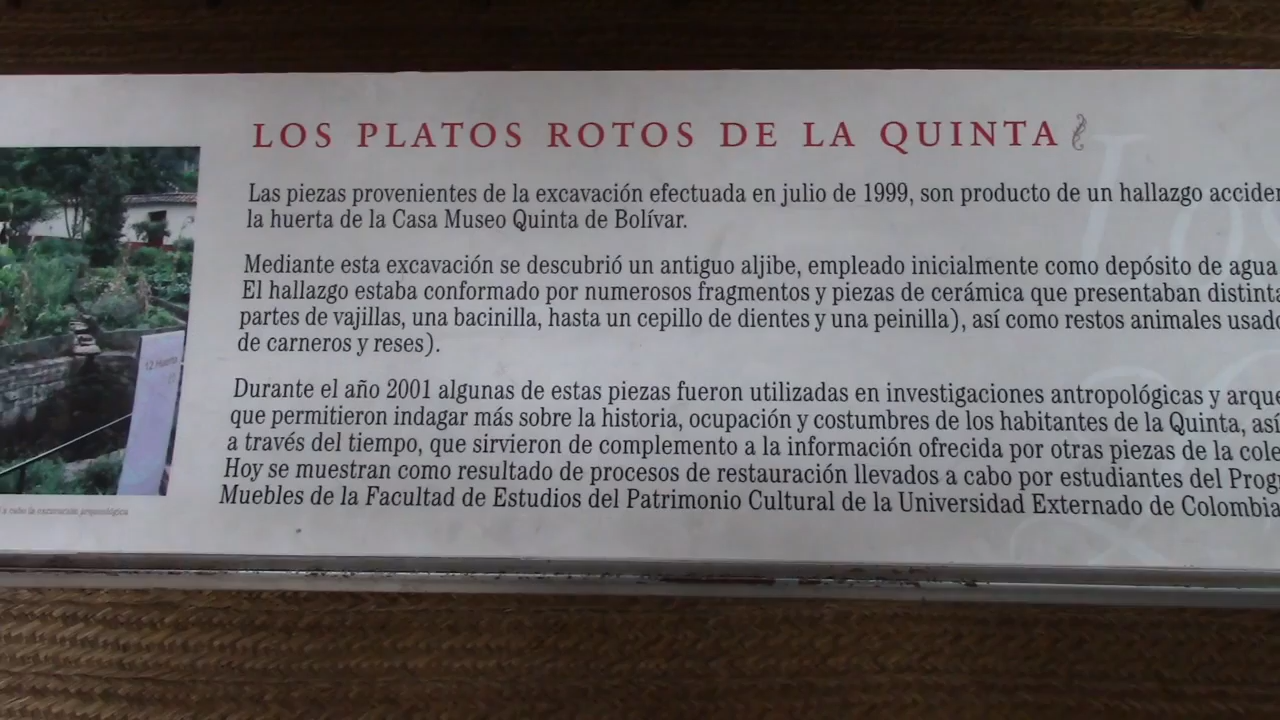 LOS PLATOS ROTOS DE LA QUINTA
Las piezas provenientes de la excavación efectuada en julio de 1999, son producto de un hallazgo
la huerta de la Casa Museo Quinta de Bolívar.
Mediante esta excavación se descubrió un antiguo aljibe, empleado inicialmente como depósito de agua
El hallazgo estaba conformado por numerosos fragmentos y piezas de cerámica que presentaban
partes de vajillas, una bacinilla, hasta un cepillo de dientes y una peinilla), así como restos animales
de carneros y reses).
Durante el año 2001 algunas de estas piezas fueron utilizadas en investigaciones antropológicas y
que permitieron indagar más sobre la historia, ocupación y costumbres de los habitantes de la Quinta, así
a través del tiempo, que sirvieron de complemento a la información ofrecida por otras piezas de la
Hoy se muestran como resultado de procesos de restauración llevados a cabo por estudiantes del
Muebles de la Facultad de Estudios del Patrimonio Cultural de la Universidad Externado de Colombia
12 Huerta
a cabo la excavación arqueológica